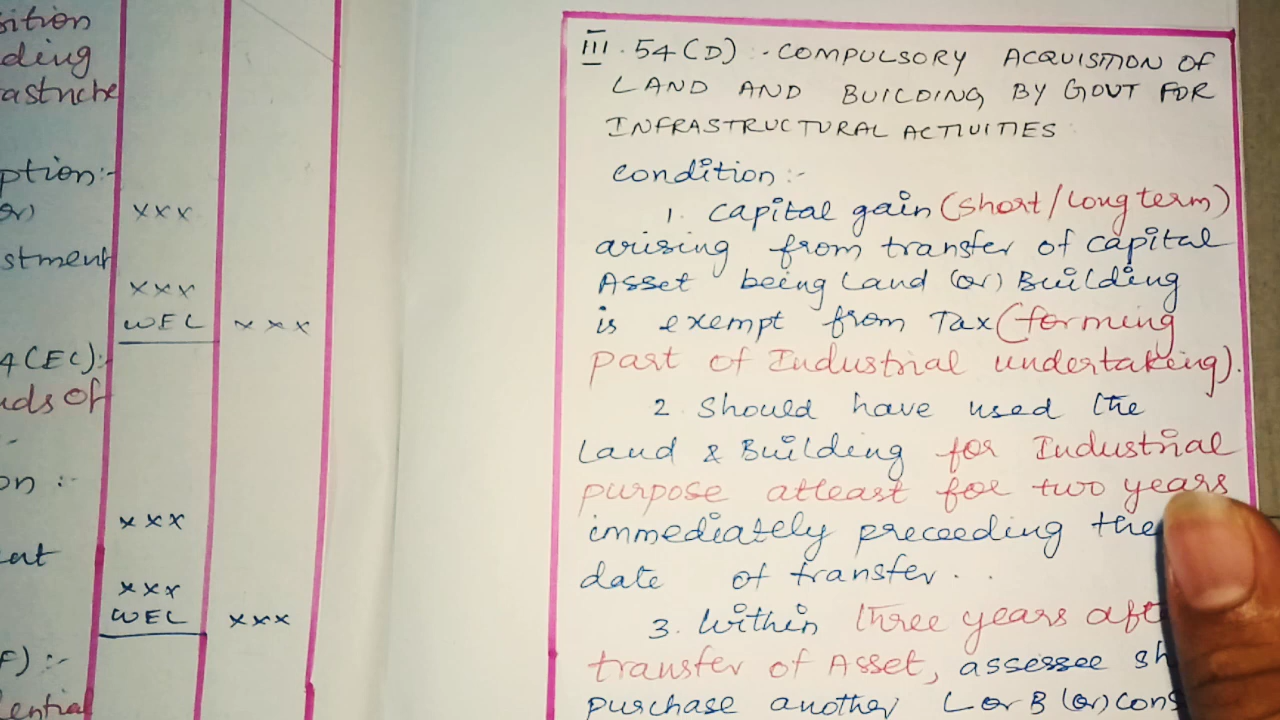 sition
ding
ption:-
or)
xxx
stment
xxx
WEL xxx
4(EC):-
nds of
on :-
xxx
xxx
WEL xxx
F) :-
ential
III. 54(D) :- COMPULSORY ACQUISITION OF
LAND AND BUILDING BY GOVT FOR
INFRASTRUCTURAL ACTIVITIES
Condition :-
1. Capital gain (short/long term)
arising from transfer of capital
Asset being Land (or) Building
is exempt from Tax (forming
part of Industrial undertaking).
2. Should have used the
Land & Building for Industrial
purpose atleast for two years
immediately preceeding the
date of transfer..
3. Within three years aft
transfer of Asset, assessee sh
purchase another L or B (or) cons